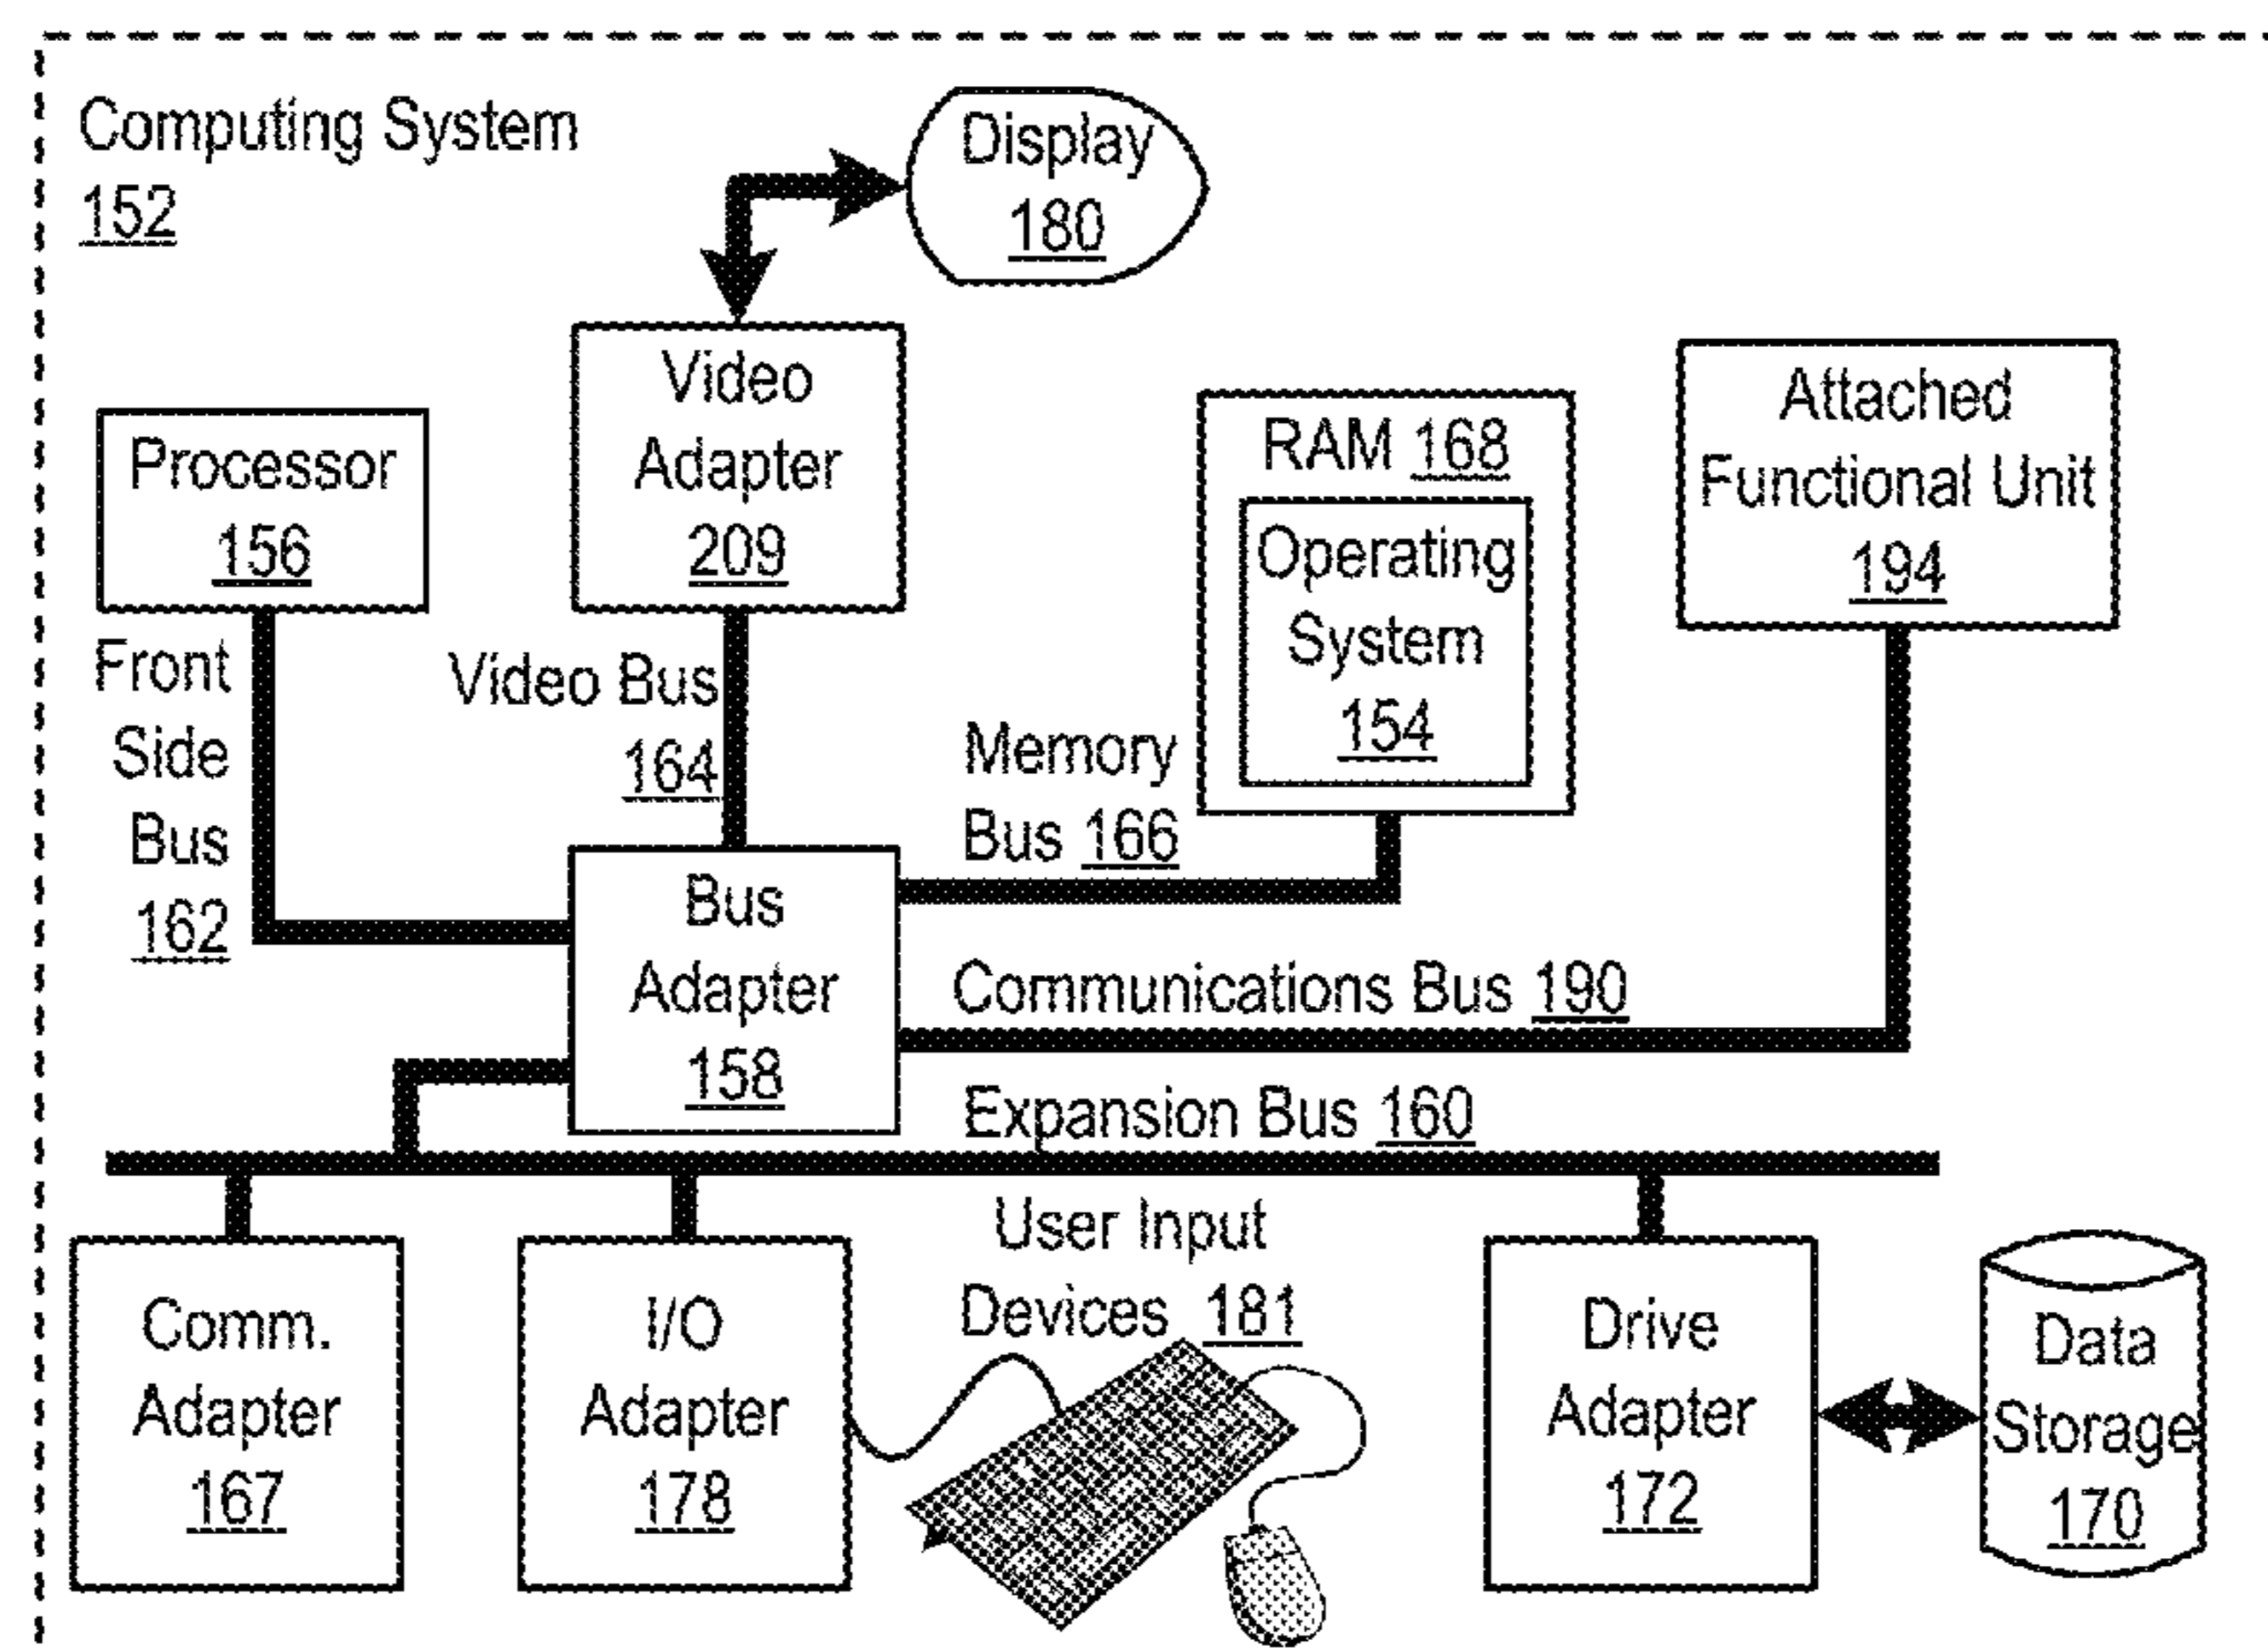 Computing System
152
Display
180
Video
Adapter
209
Processor
156
RAM 168
Operating
System
154
Attached
Functional Unit
194
Front
Side
Bus
162
Video Bus
164
Memory
Bus 166
Bus
Adapter
158
Communications Bus 190
Expansion Bus 160
User Input
Devices 181
Comm.
Adapter
167
I/O
Adapter
178
Drive
Adapter
172
Data
Storage
170